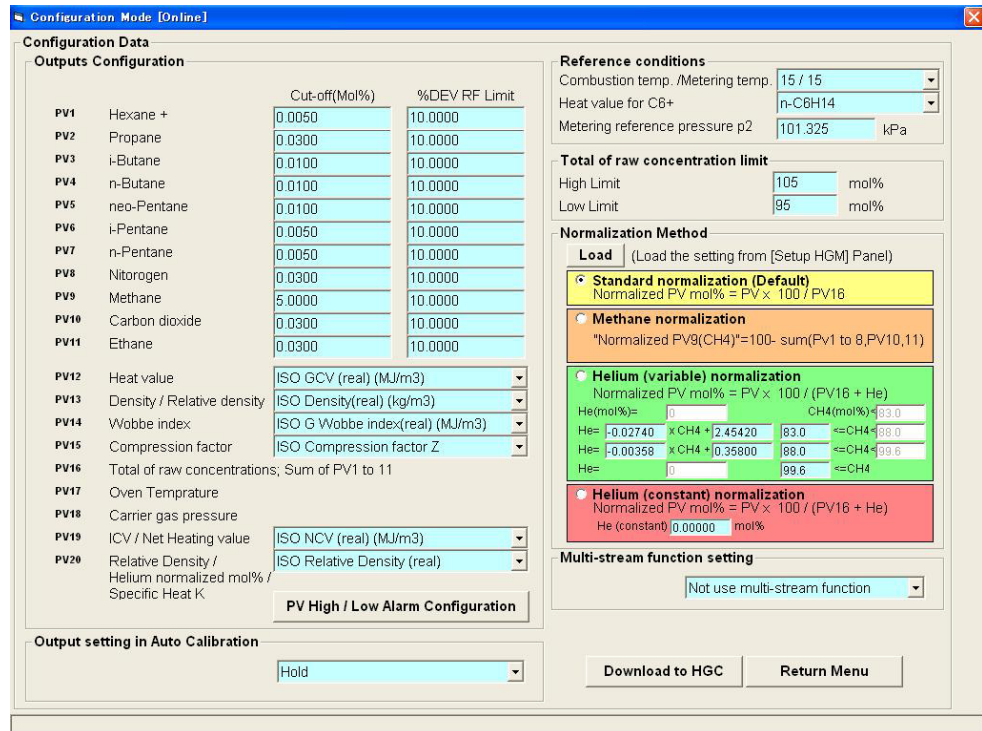 Configuration Mode [Online]
Configuration Data
Outputs Configuration
Cut-off(Mol%) %DEV RF Limit
PV1 Hexane + 0.0050 10.0000
PV2 Propane 0.0300 10.0000
PV3 i-Butane 0.0100 10.0000
PV4 n-Butane 0.0100 10.0000
PV5 neo-Pentane 0.0100 10.0000
PV6 i-Pentane 0.0050 10.0000
PV7 n-Pentane 0.0050 10.0000
PV8 Nitorogen 0.0300 10.0000
PV9 Methane 5.0000 10.0000
PV10 Carbon dioxide 0.0300 10.0000
PV11 Ethane 0.0300 10.0000
PV12 Heat value ISO GCV (real) (MJ/m3)
PV13 Density / Relative density ISO Density(real) (kg/m3)
PV14 Wobbe index ISO G Wobbe index(real) (MJ/m3)
PV15 Compression factor ISO Compression factor Z
PV16 Total of raw concentrations; Sum of PV1 to 11
PV17 Oven Temprature
PV18 Carrier gas pressure
PV19 ICV / Net Heating value ISO NCV (real) (MJ/m3)
PV20 Relative Density / ISO Relative Density (real)
Helium normalized mol% /
Specific Heat K
PV High / Low Alarm Configuration
Output setting in Auto Calibration
Hold
Reference conditions
Combustion temp. /Metering temp. 15 / 15
Heat value for C6+ n-C6H14
Metering reference pressure p2 101.325 kPa
Total of raw concentration limit
High Limit 105 mol%
Low Limit 95 mol%
Normalization Method
Load (Load the setting from [Setup HGM] Panel)
Standard normalization (Default)
Normalized PV mol% = PV × 100 / PV16
Methane normalization
"Normalized PV9(CH4)"=100- sum(Pv1 to 8,PV10,11)
Helium (variable) normalization
Normalized PV mol% = PV × 100 / (PV16 + He)
He(mol%)= 0 CH4(mol%)< 83.0
He= -0.02740 x CH4 + 2.45420 83.0 <=CH4< 88.0
He= -0.00358 x CH4 + 0.35800 88.0 <=CH4< 99.6
He= 0 99.6 <=CH4
Helium (constant) normalization
Normalized PV mol% = PV × 100 / (PV16 + He)
He (constant) 0.00000 mol%
Multi-stream function setting
Not use multi-stream function
Download to HGC Return Menu